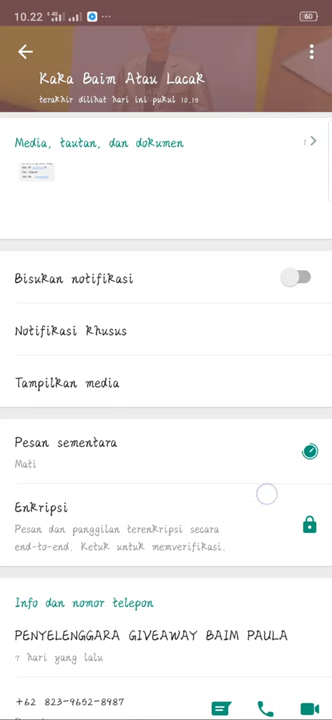 10.22
60
Kaka Baim Atau Lacak
terakhir dilihat hari ini pukul 10.10
Media, tautan, dan dokumen
1
Bisukan notifikasi
Notifikasi khusus
Tampilkan media
Pesan sementara
Mati
Enkripsi
Pesan dan panggilan terenkripsi secara
end-to-end. Ketuk untuk memverifikasi.
Info dan nomor telepon
PENYELENGGARA GIVEAWAY BAIM PAULA
7 hari yang lalu
+62 823-9652-8987